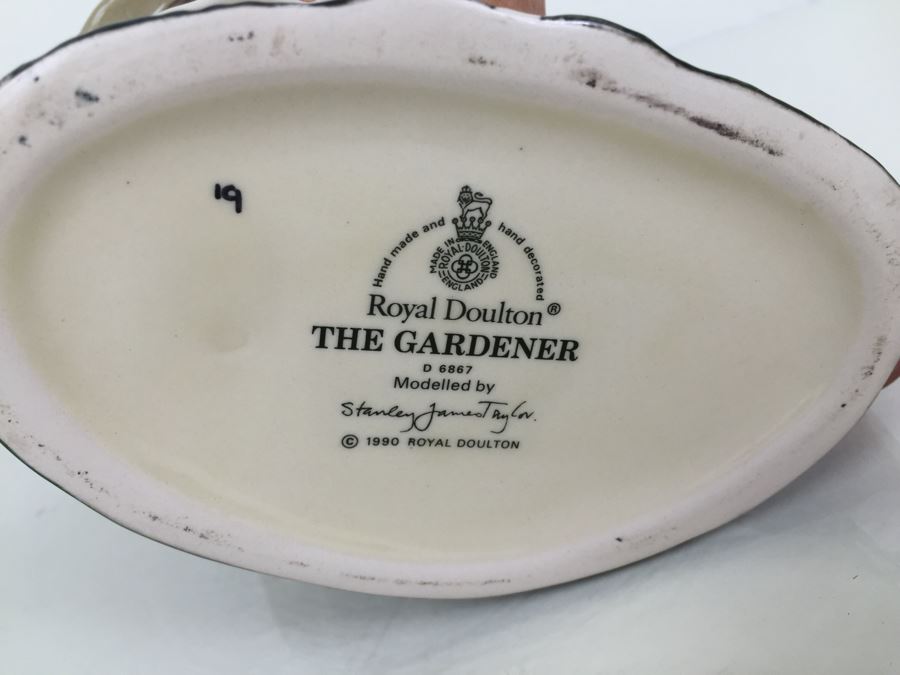 19
Hand made and hand decorated
MADE IN ENGLAND
ROYAL·DOULTON
ENGLAND
Royal Doulton®
THE GARDENER
D 6867
Modelled by
Stanley James Taylor.
© 1990 ROYAL DOULTON